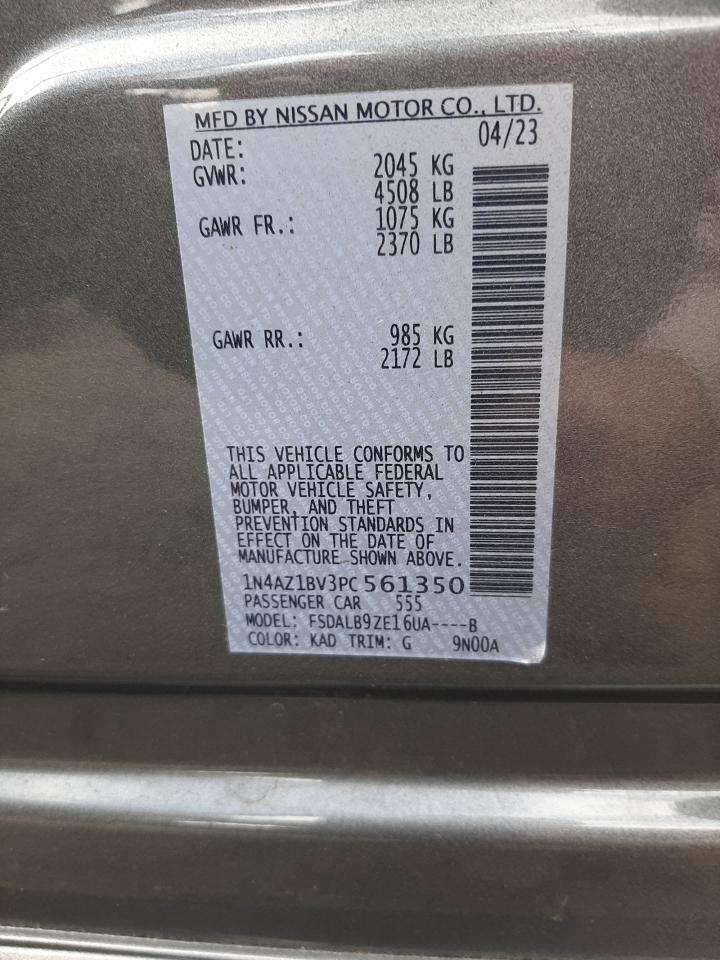 MFD BY NISSAN MOTOR CO., LTD.
DATE: 04/23
GVWR: 2045 KG
4508 LB
GAWR FR.: 1075 KG
2370 LB
GAWR RR.: 985 KG
2172 LB
THIS VEHICLE CONFORMS TO
ALL APPLICABLE FEDERAL
MOTOR VEHICLE SAFETY,
BUMPER, AND THEFT
PREVENTION STANDARDS IN
EFFECT ON THE DATE OF
MANUFACTURE SHOWN ABOVE.
1N4AZ1BV3PC561350
PASSENGER CAR 555
MODEL: FSDALB9ZE16UA----B
COLOR: KAD TRIM: G 9N00A